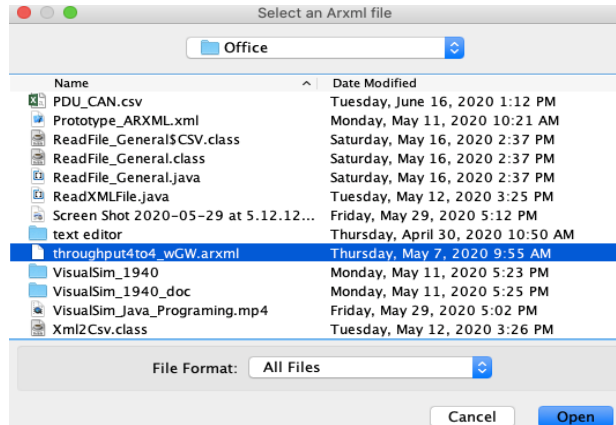 Select an Arxml file
Office
Name Date Modified
PDU_CAN.csv Tuesday, June 16, 2020 1:12 PM
Prototype_ARXML.xml Monday, May 11, 2020 10:21 AM
ReadFile_General$CSV.class Saturday, May 16, 2020 2:37 PM
ReadFile_General.class Saturday, May 16, 2020 2:37 PM
ReadFile_General.java Saturday, May 16, 2020 2:37 PM
ReadXMLFile.java Tuesday, May 12, 2020 3:25 PM
Screen Shot 2020-05-29 at 5.12.12... Friday, May 29, 2020 5:12 PM
text editor Thursday, April 30, 2020 10:50 AM
throughput4to4_wGW.arxml Thursday, May 7, 2020 9:55 AM
VisualSim_1940 Monday, May 11, 2020 5:23 PM
VisualSim_1940_doc Monday, May 11, 2020 5:25 PM
VisualSim_Java_Programing.mp4 Friday, May 29, 2020 5:02 PM
Xml2Csv.class Tuesday, May 12, 2020 3:26 PM
File Format: All Files
Cancel Open